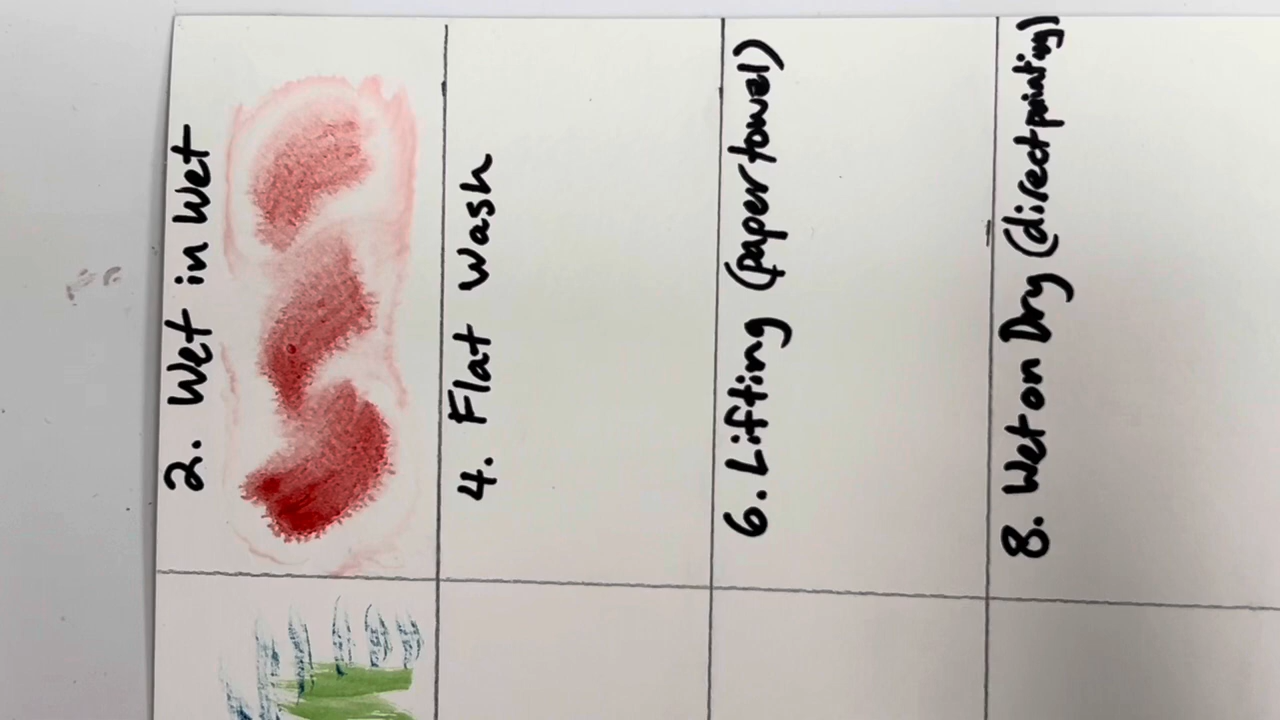 2. Wet in Wet
4. Flat Wash
6. Lifting (paper towel)
8. Wet on Dry (direct painting)